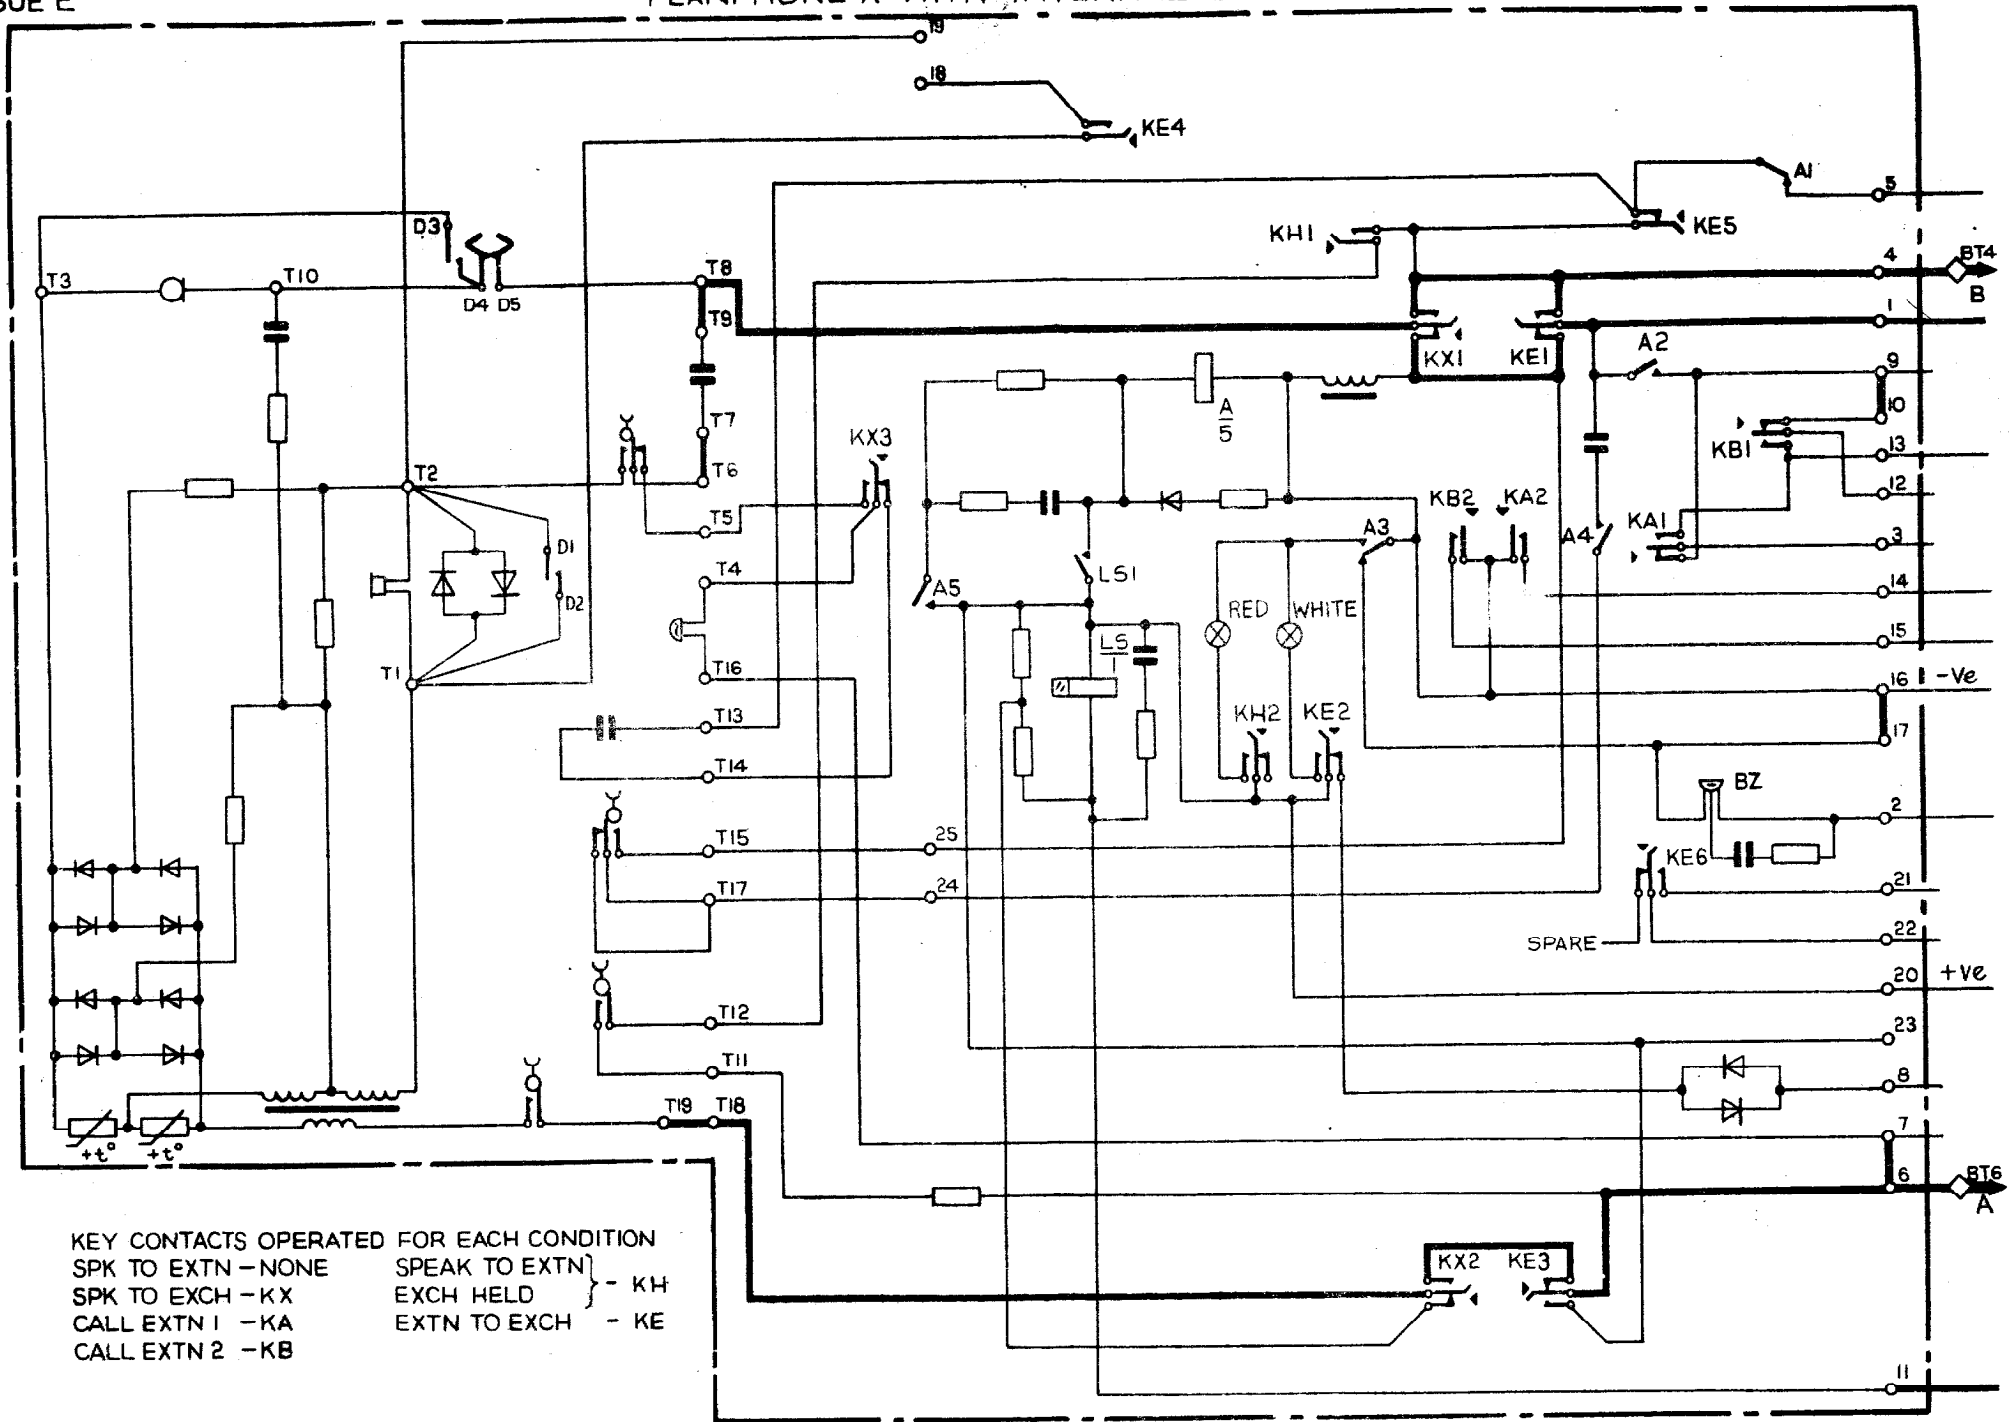 19
18
KE4
A1
5
KH1
KE5
D3
T3
T10
D4 D5
T8
4
BT4
B
T9
1
KX1
KE1
A2
9
A
5
10
T7
KX3
KB1
13
T6
T2
12
KB2
KA2
T5
A3
KA1
A4
3
D1
T4
LS1
14
A5
D2
RED
WHITE
15
LS
1
T1
T16
16
-Ve
KH2
KE2
T13
17
T14
BZ
2
T15
25
KE6
T17
24
21
SPARE
22
20
+Ve
T12
23
T11
8
T19
T18
7
+t°
+t°
6
BT6
A
KX2
KE3
KEY CONTACTS OPERATED FOR EACH CONDITION
SPK TO EXTN - NONE
SPEAK TO EXTN
SPK TO EXCH - KX
EXCH HELD
- KH
CALL EXTN 1 - KA
EXTN TO EXCH - KE
CALL EXTN 2 - KB
11